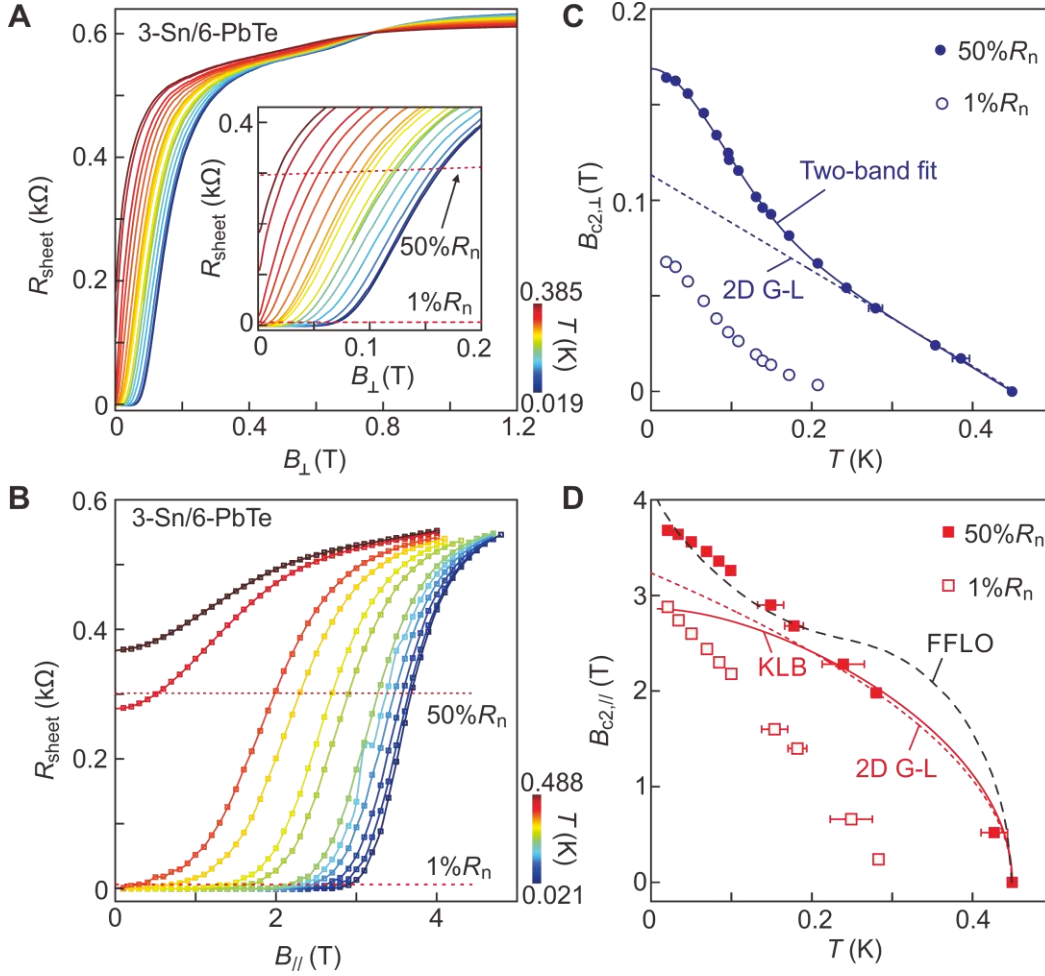 A
3-Sn/6-PbTe
0.6
0.4
0.2
0
R_sheet (kΩ)
0
0.4
0.8
1.2
B⊥(T)
0.4
0.2
0
R_sheet (kΩ)
50%R_n
1%R_n
0
0.1
0.2
B⊥(T)
0.385
T (K)
0.019
B
3-Sn/6-PbTe
0.6
0.4
0.2
0
R_sheet (kΩ)
50%R_n
1%R_n
0
2
4
B_//(T)
0.488
T (K)
0.021
C
0.2
0.1
0
B_c2,⊥(T)
50%R_n
1%R_n
Two-band fit
2D G-L
0
0.2
0.4
T (K)
D
4
3
2
0
B_c2,//(T)
50%R_n
1%R_n
FFLO
KLB
2D G-L
0
0.2
0.4
T (K)